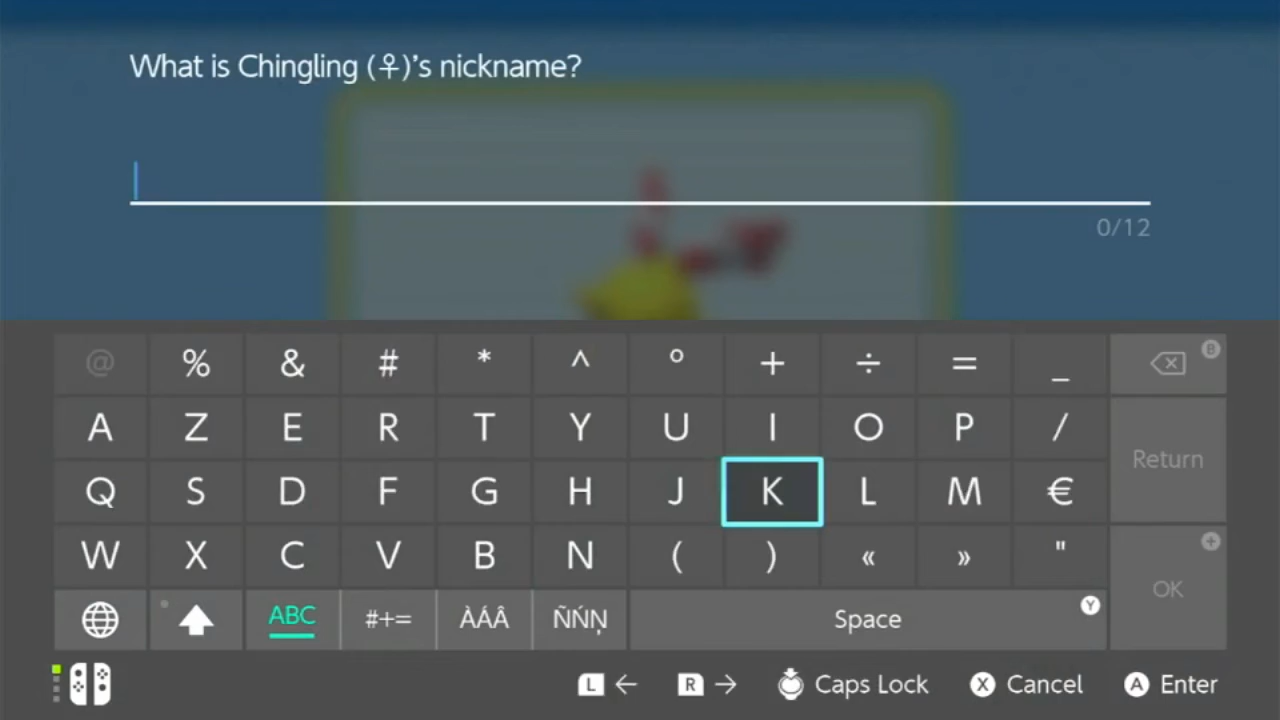 What is Chingling (♀)'s nickname?
0/12
@ % & # * ^ ° + ÷ = _ B
A Z E R T Y U I O P /
Q S D F G H J K L M € Return
W X C V B N ( ) « » " +
ABC #+= ÀÁÂ ÑŃŅ Space Y OK
L ← R → Caps Lock X Cancel A Enter